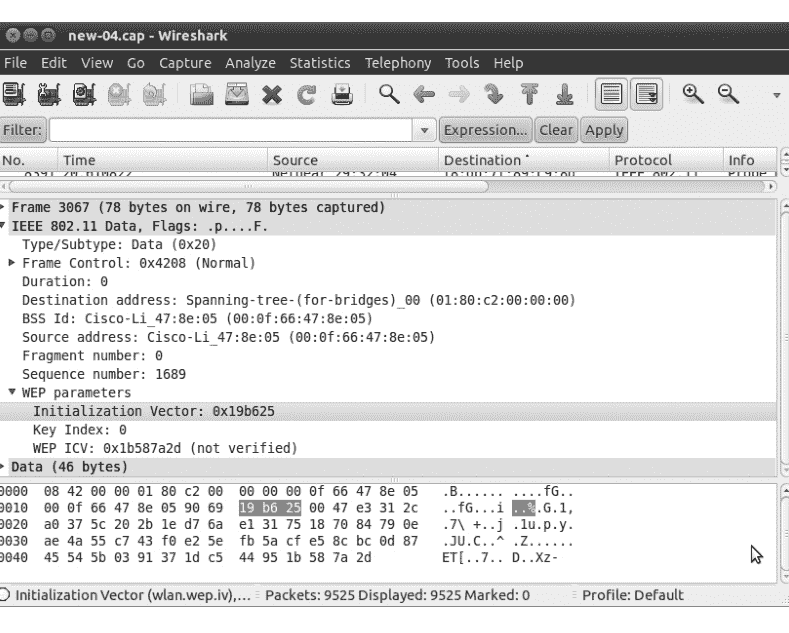 new-04.cap - Wireshark
File Edit View Go Capture Analyze Statistics Telephony Tools Help
Filter: Expression... Clear Apply
No. Time Source Destination Protocol Info
Frame 3067 (78 bytes on wire, 78 bytes captured)
IEEE 802.11 Data, Flags: .p....F.
Type/Subtype: Data (0x20)
Frame Control: 0x4208 (Normal)
Duration: 0
Destination address: Spanning-tree-(for-bridges)_00 (01:80:c2:00:00:00)
BSS Id: Cisco-Li_47:8e:05 (00:0f:66:47:8e:05)
Source address: Cisco-Li_47:8e:05 (00:0f:66:47:8e:05)
Fragment number: 0
Sequence number: 1689
WEP parameters
Initialization Vector: 0x19b625
Key Index: 0
WEP ICV: 0x1b587a2d (not verified)
Data (46 bytes)
0000 08 42 00 00 01 80 c2 00 00 00 00 0f 66 47 8e 05 .B...... ....fG..
0010 00 0f 66 47 8e 05 90 69 19 b6 25 00 47 e3 31 2c ..fG...i ..%.G.1,
0020 a0 37 5c 20 2b 1e d7 6a e1 31 75 18 70 84 79 0e .7\ +..j .1u.p.y.
0030 ae 4a 55 c7 43 f0 e2 5e fb 5a cf e5 8c bc 0d 87 .JU.C..^ .Z......
0040 45 54 5b 03 91 37 1d c5 44 95 1b 58 7a 2d ET[..7.. D..Xz-
Initialization Vector (wlan.wep.iv),... Packets: 9525 Displayed: 9525 Marked: 0 Profile: Default